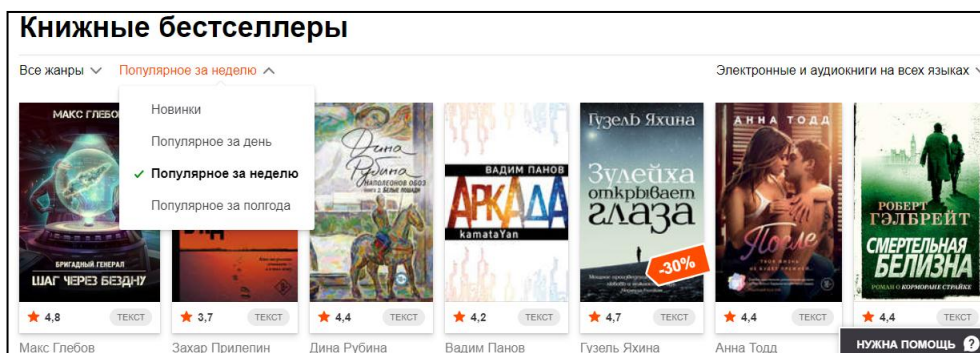 Книжные бестселлеры
Все жанры Популярное за неделю Электронные и аудиокниги на всех языках
Новинки
Популярное за день
Популярное за неделю
Популярное за полгода
МАКС ГЛЕБО
БРИГАДНЫЙ ГЕНЕРАЛ
ШАГ ЧЕРЕЗ БЕЗДНУ
Дина
Рубина
НАПОЛЕОНОВ ОБОЗ
КНИГА 2 БЕЛЫЕ ЛОШАДИ
ВАДИМ ПАНОВ
АРКАДА
kamataYan
Гузель Яхина
Зулейха
открывает
глаза
-30%
АННА ТОДД
После
РОБЕРТ
ГЭЛБРЕЙТ
СМЕРТЕЛЬНАЯ
БЕЛИЗНА
РОМАН О КОРМОРАНЕ СТРАЙКЕ
4,8 ТЕКСТ 3,7 ТЕКСТ 4,4 ТЕКСТ 4,2 ТЕКСТ 4,7 ТЕКСТ 4,4 ТЕКСТ 4,4 ТЕКСТ
Макс Глебов Захар Прилепин Дина Рубина Вадим Панов Гузель Яхина Анна Тодд
НУЖНА ПОМОЩЬ ?